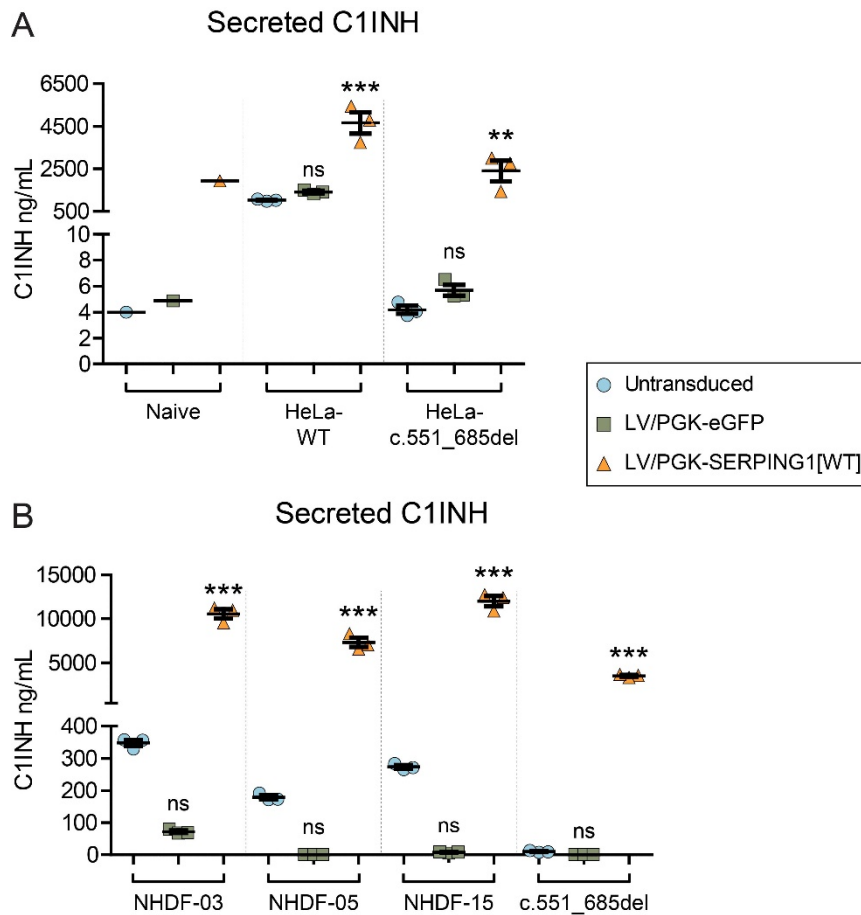 A
Secreted C1INH
C1INH ng/mL
6500
4500
2500
500
10
8
6
4
2
0
ns
***
ns
**
Naive
HeLa-
WT
HeLa-
c.551_685del
Untransduced
LV/PGK-eGFP
LV/PGK-SERPING1[WT]
B
Secreted C1INH
C1INH ng/mL
15000
10000
5000
400
300
200
100
0
ns
***
ns
***
ns
***
ns
***
NHDF-03
NHDF-05
NHDF-15
c.551_685del